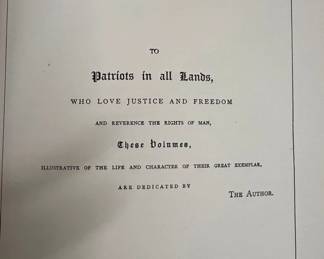 TO
Patriots in all Lands,
WHO LOVE JUSTICE AND FREEDOM
AND REVERENCE THE RIGHTS OF MAN,
These Volumes,
ILLUSTRATIVE OF THE LIFE AND CHARACTER OF THEIR GREAT EXEMPLAR,
ARE DEDICATED BY
THE AUTHOR.